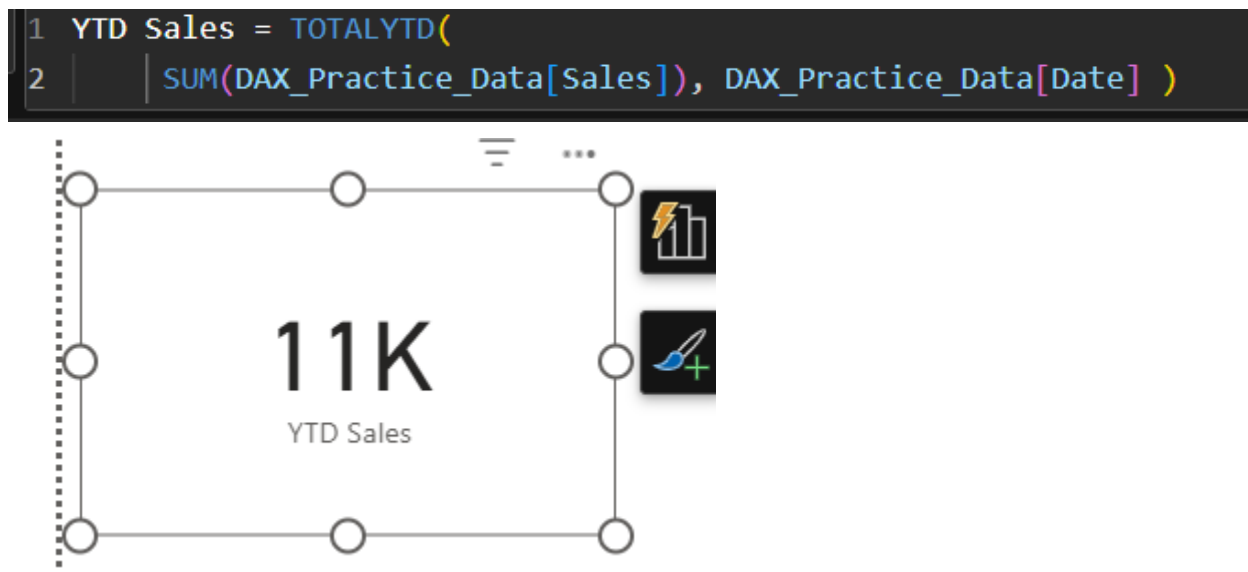 1 YTD Sales = TOTALYTD(
2 SUM(DAX_Practice_Data[Sales]), DAX_Practice_Data[Date] )
11K
YTD Sales